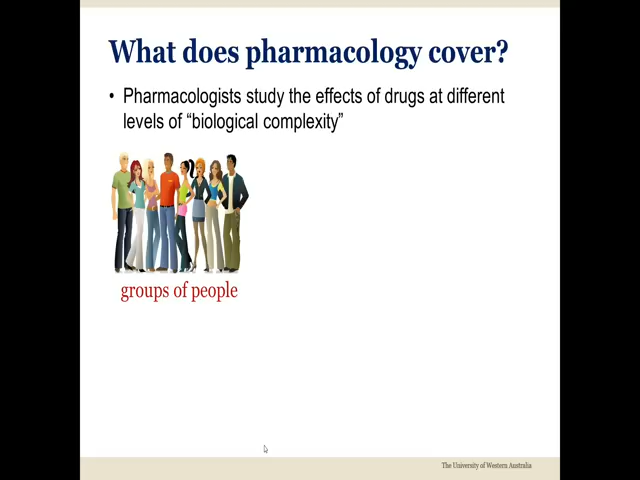 What does pharmacology cover?
• Pharmacologists study the effects of drugs at different
levels of “biological complexity”
groups of people
The University of Western Australia